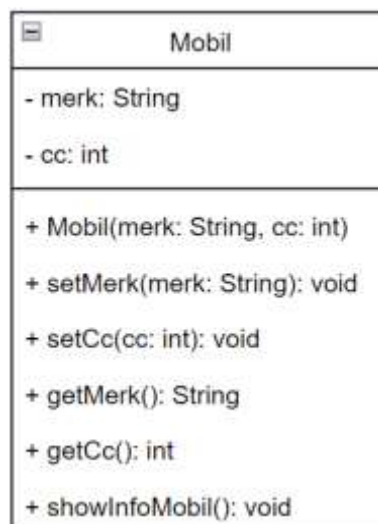 Mobil
- merk: String
- cc: int
+ Mobil(merk: String, cc: int)
+ setMerk(merk: String): void
+ setCc(cc: int): void
+ getMerk(): String
+ getCc(): int
+ showInfoMobil(): void